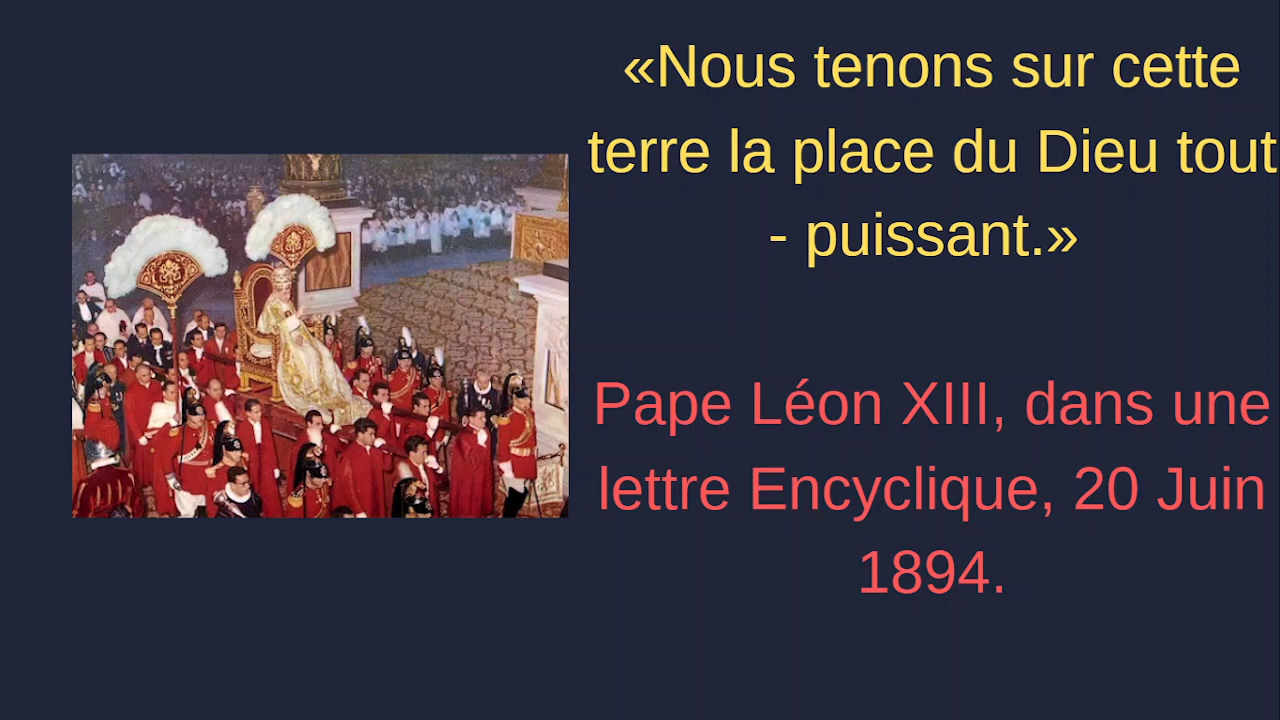 «Nous tenons sur cette
terre la place du Dieu tout
- puissant.»
Pape Léon XIII, dans une
lettre Encyclique, 20 Juin
1894.